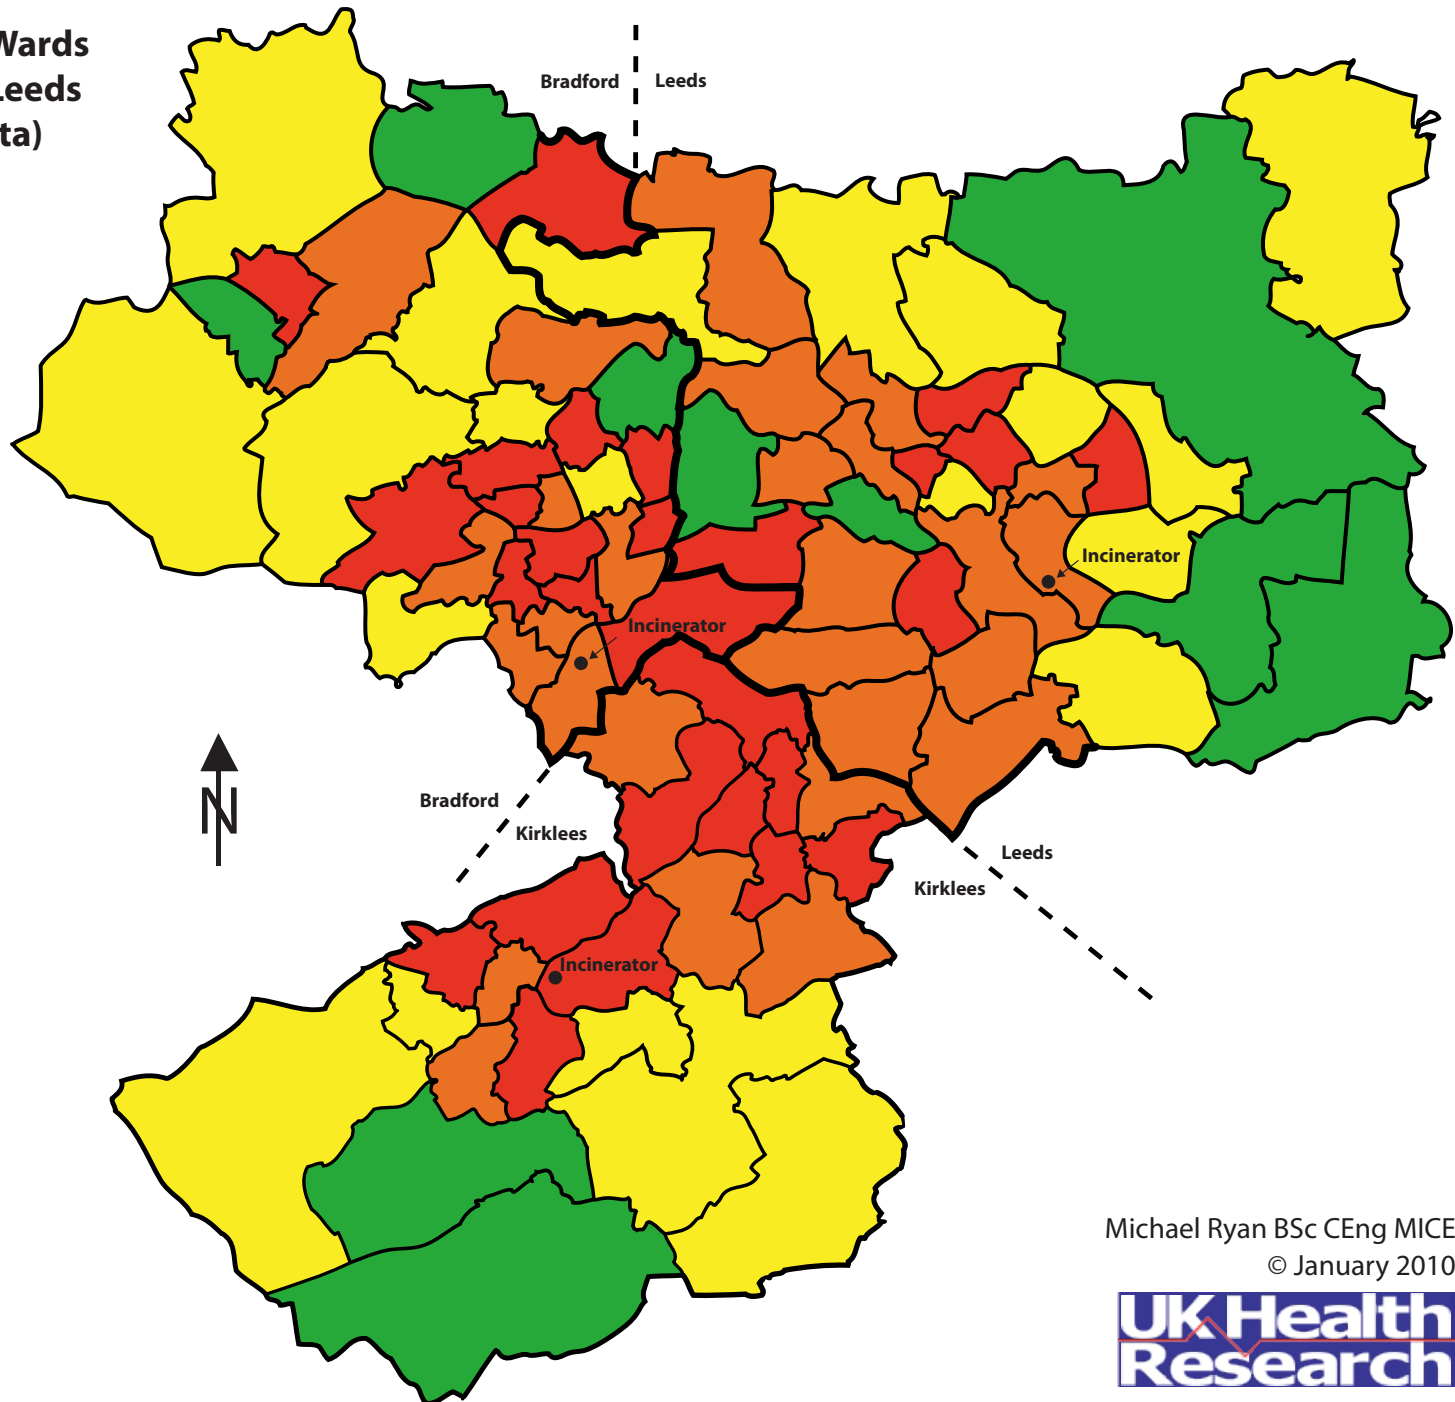 Wards
Leeds
ta)
Bradford
Leeds
Incinerator
Incinerator
N
Bradford
Kirklees
Leeds
Kirklees
Incinerator
Michael Ryan BSc CEng MICE
© January 2010
UK Health
Research